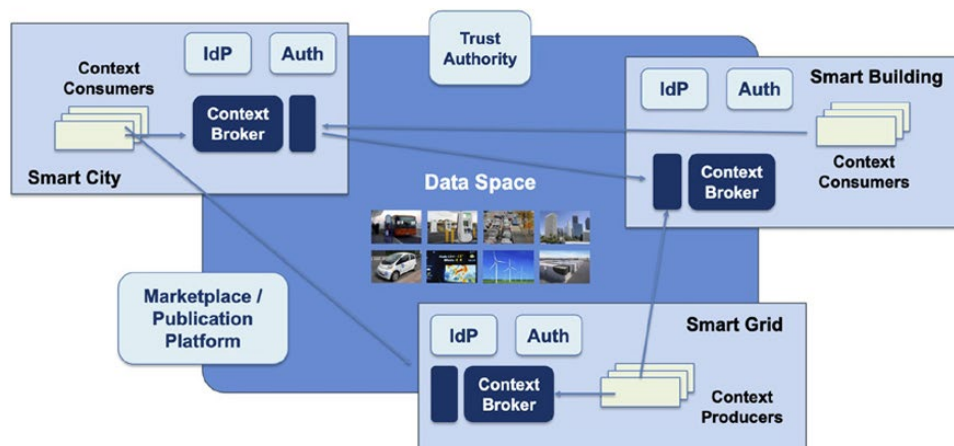 IdP
Auth
Context
Consumers
Context
Broker
Smart City
Trust
Authority
IdP
Auth
Smart Building
Context
Broker
Context
Consumers
Data Space
Marketplace /
Publication
Platform
IdP
Auth
Smart Grid
Context
Broker
Context
Producers